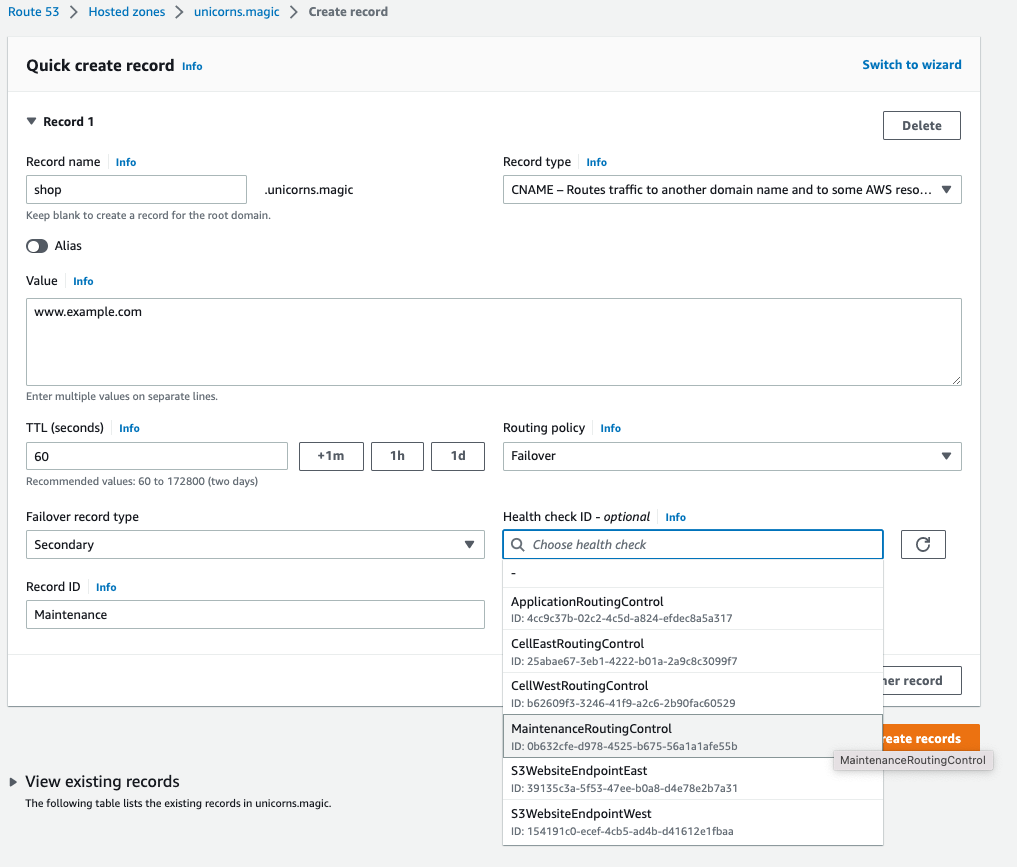 Route 53 > Hosted zones > unicorns.magic > Create record
Quick create record Info
Switch to wizard
Record 1
Delete
Record name Info
Record type Info
shop
.unicorns.magic
CNAME – Routes traffic to another domain name and to some AWS reso...
Keep blank to create a record for the root domain.
Alias
Value Info
www.example.com
Enter multiple values on separate lines.
TTL (seconds) Info
Routing policy Info
60
+1m
1h
1d
Failover
Recommended values: 60 to 172800 (two days)
Failover record type
Health check ID - optional Info
Secondary
Choose health check
-
Record ID Info
Maintenance
ApplicationRoutingControl
ID: 4cc9c37b-02c2-4c5d-a824-efdec8a5a317
CellEastRoutingControl
ID: 25abae67-3eb1-4222-b01a-2a9c8c3099f7
CellWestRoutingControl
ID: b62609f3-3246-41f9-a2c6-2b90fac60529
her record
MaintenanceRoutingControl
ID: 0b632cfe-d978-4525-b675-56a1a1afe55b
reate records
MaintenanceRoutingControl
S3WebsiteEndpointEast
ID: 39135c3a-5f53-47ee-b0a8-d4e78e2b7a31
S3WebsiteEndpointWest
ID: 154191c0-ecef-4cb5-ad4b-d41612e1fbaa
View existing records
The following table lists the existing records in unicorns.magic.